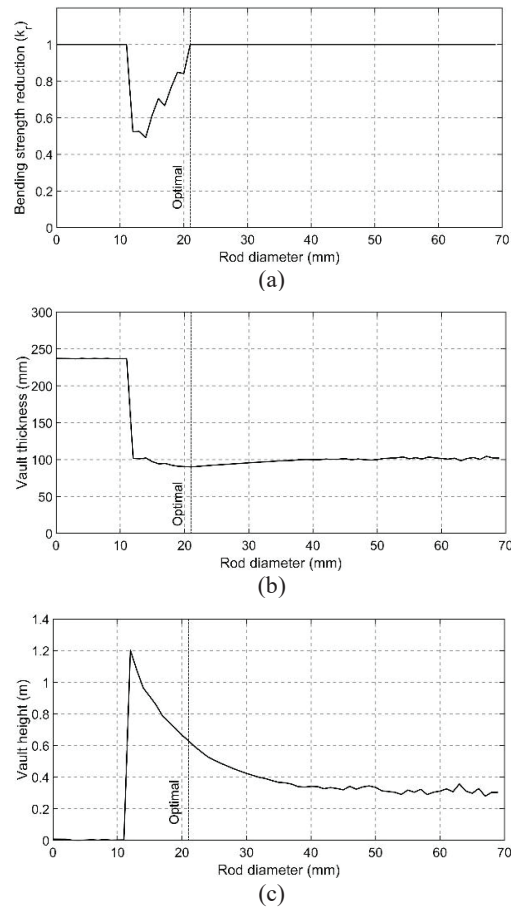 1.2
1
0.8
0.6
0.4
0.2
0
Bending strength reduction (kr)
Optimal
0 10 20 30 40 50 60 70
Rod diameter (mm)
(a)
300
250
200
150
100
50
0
Vault thickness (mm)
Optimal
0 10 20 30 40 50 60 70
Rod diameter (mm)
(b)
1.4
1.2
1
0.8
0.6
0.4
0.2
0
Vault height (m)
Optimal
0 10 20 30 40 50 60 70
Rod diameter (mm)
(c)